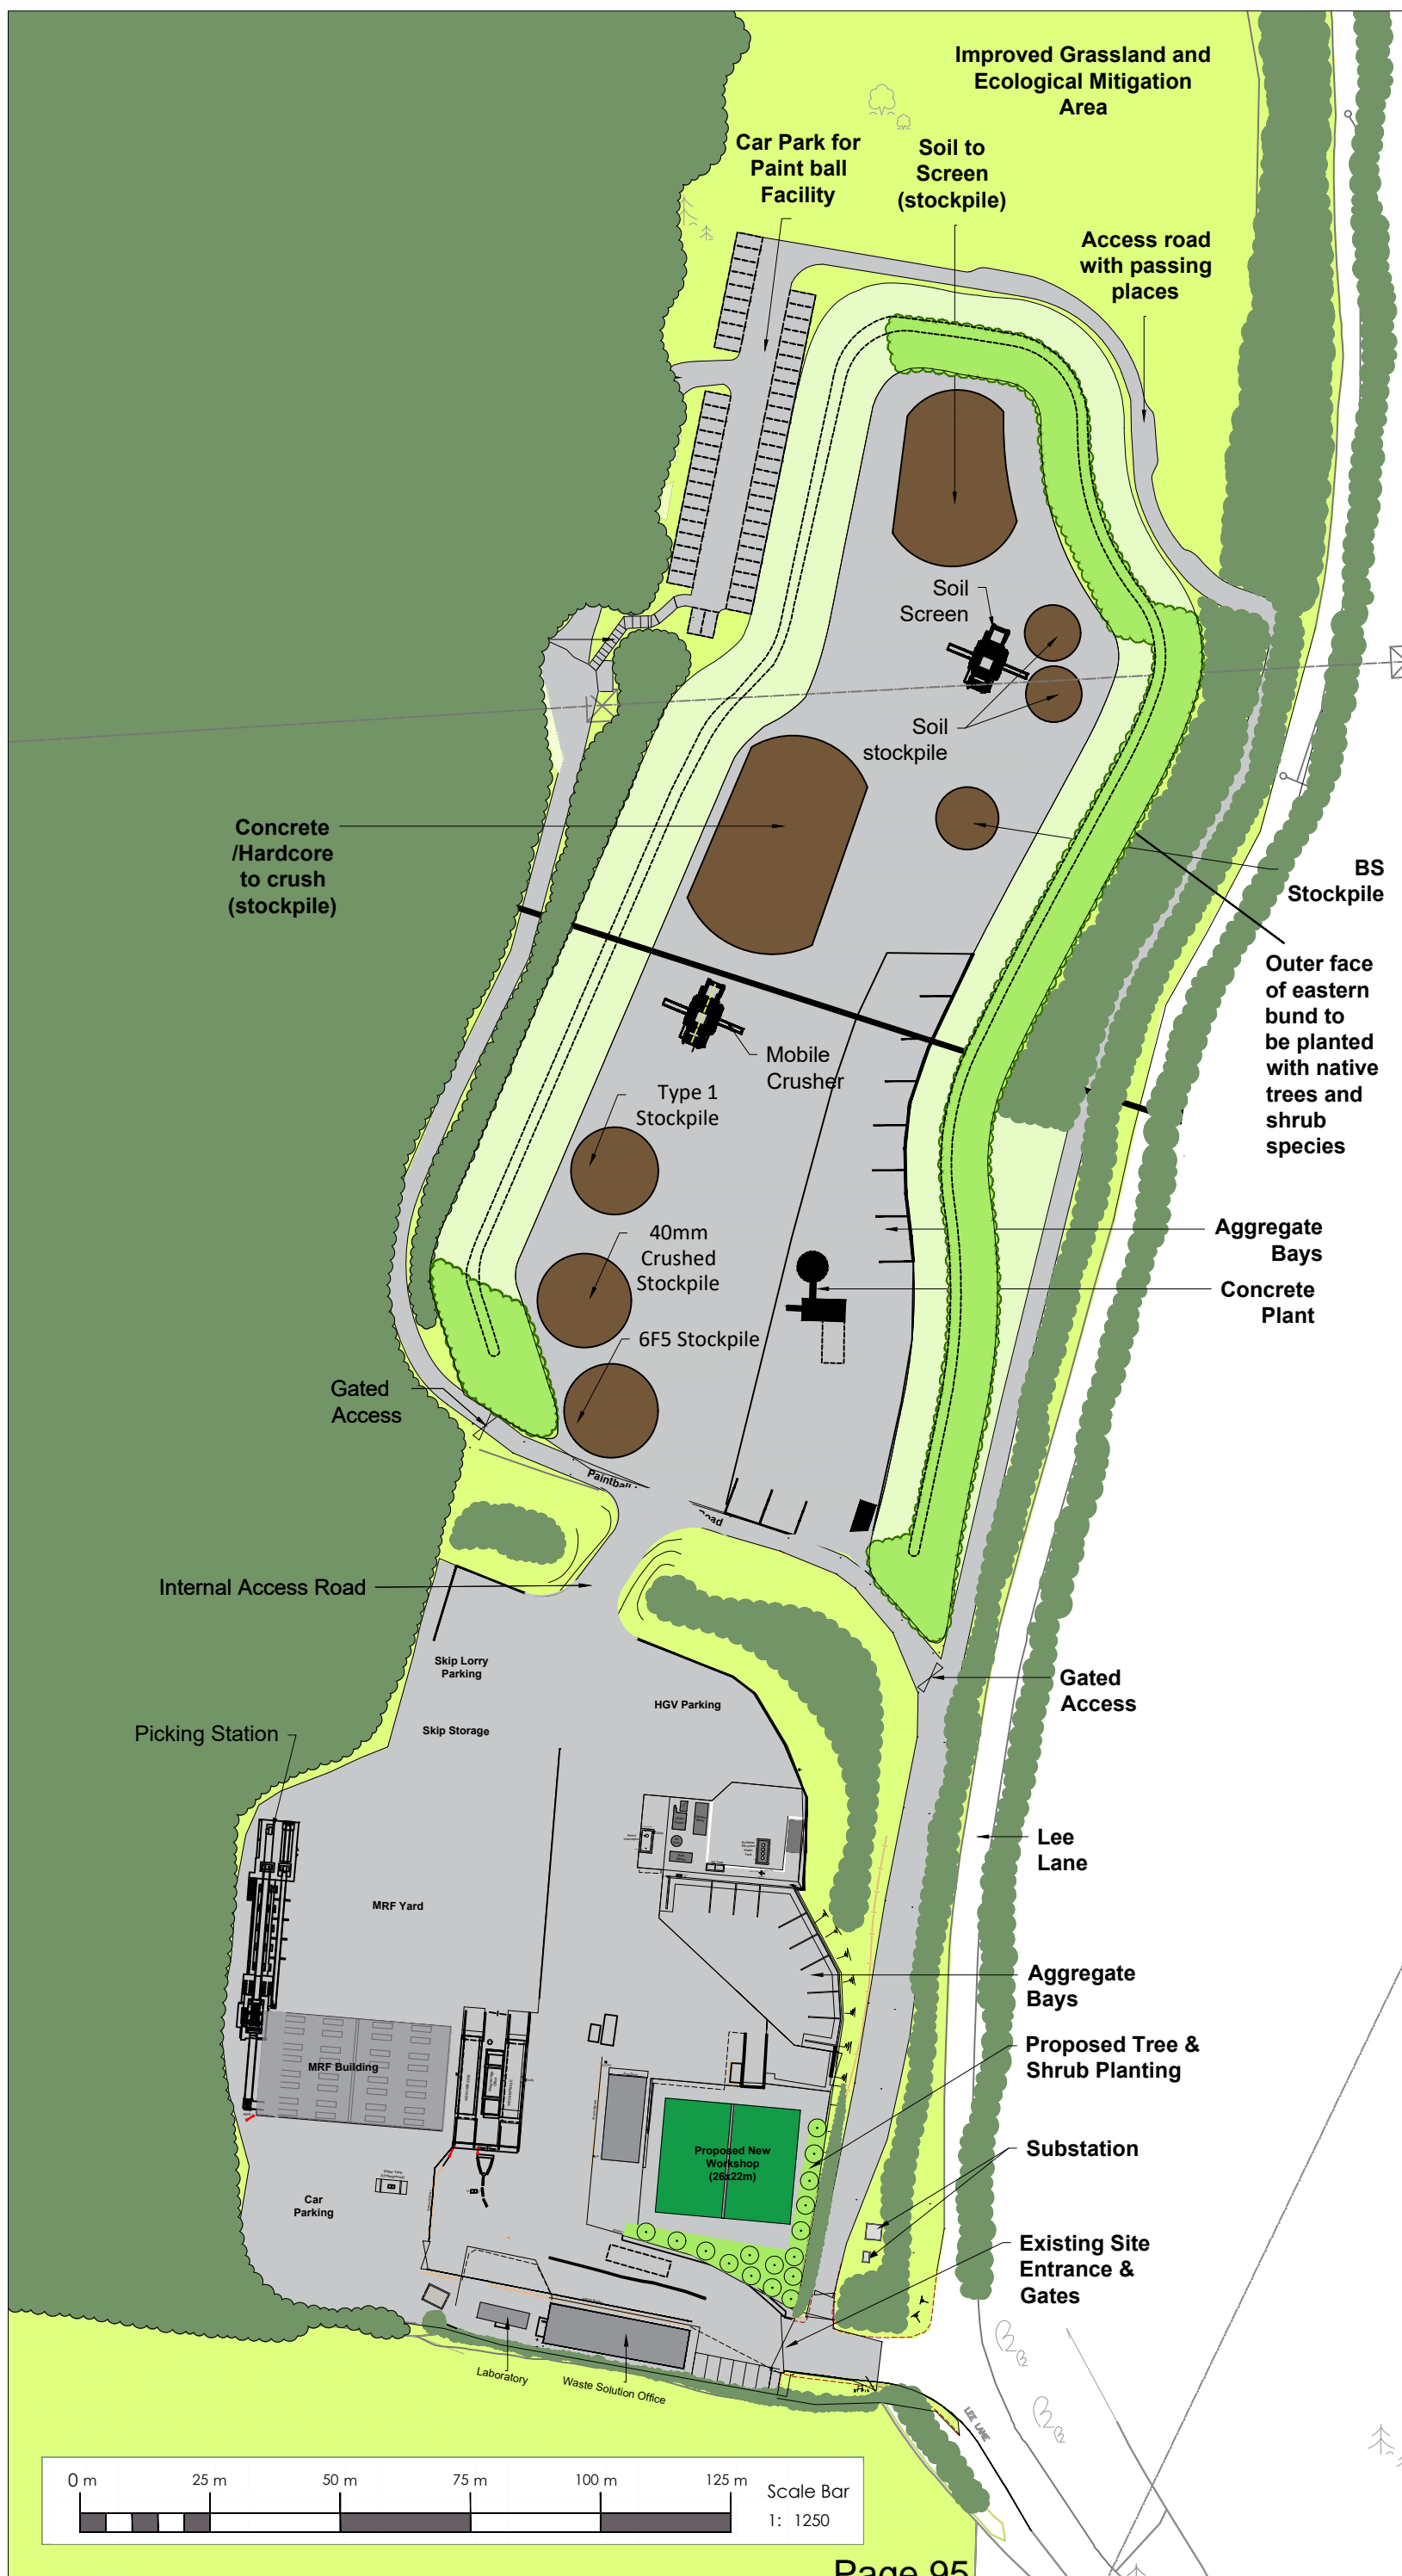 Improved Grassland and
Ecological Mitigation
Area
Car Park for
Paint ball
Facility
Soil to
Screen
(stockpile)
Access road
with passing
places
Soil
Screen
Soil
stockpile
Concrete
/Hardcore
to crush
(stockpile)
BS
Stockpile
Outer face
of eastern
bund to
be planted
with native
trees and
shrub
species
Mobile
Crusher
Type 1
Stockpile
40mm
Crushed
Stockpile
Aggregate
Bays
Concrete
Plant
6F5 Stockpile
Gated
Access
Paintball
oad
Internal Access Road
Skip Lorry
Parking
HGV Parking
Gated
Access
Skip Storage
Picking Station
Lee
Lane
MRF Yard
Aggregate
Bays
Proposed Tree &
Shrub Planting
MRF Building
Proposed New
Workshop
(26x22m)
Substation
Car
Parking
Existing Site
Entrance &
Gates
Laboratory
Waste Solution Office
LEE LANE
0 m
25 m
50 m
75 m
100 m
125 m
Scale Bar
1: 1250
Page 95